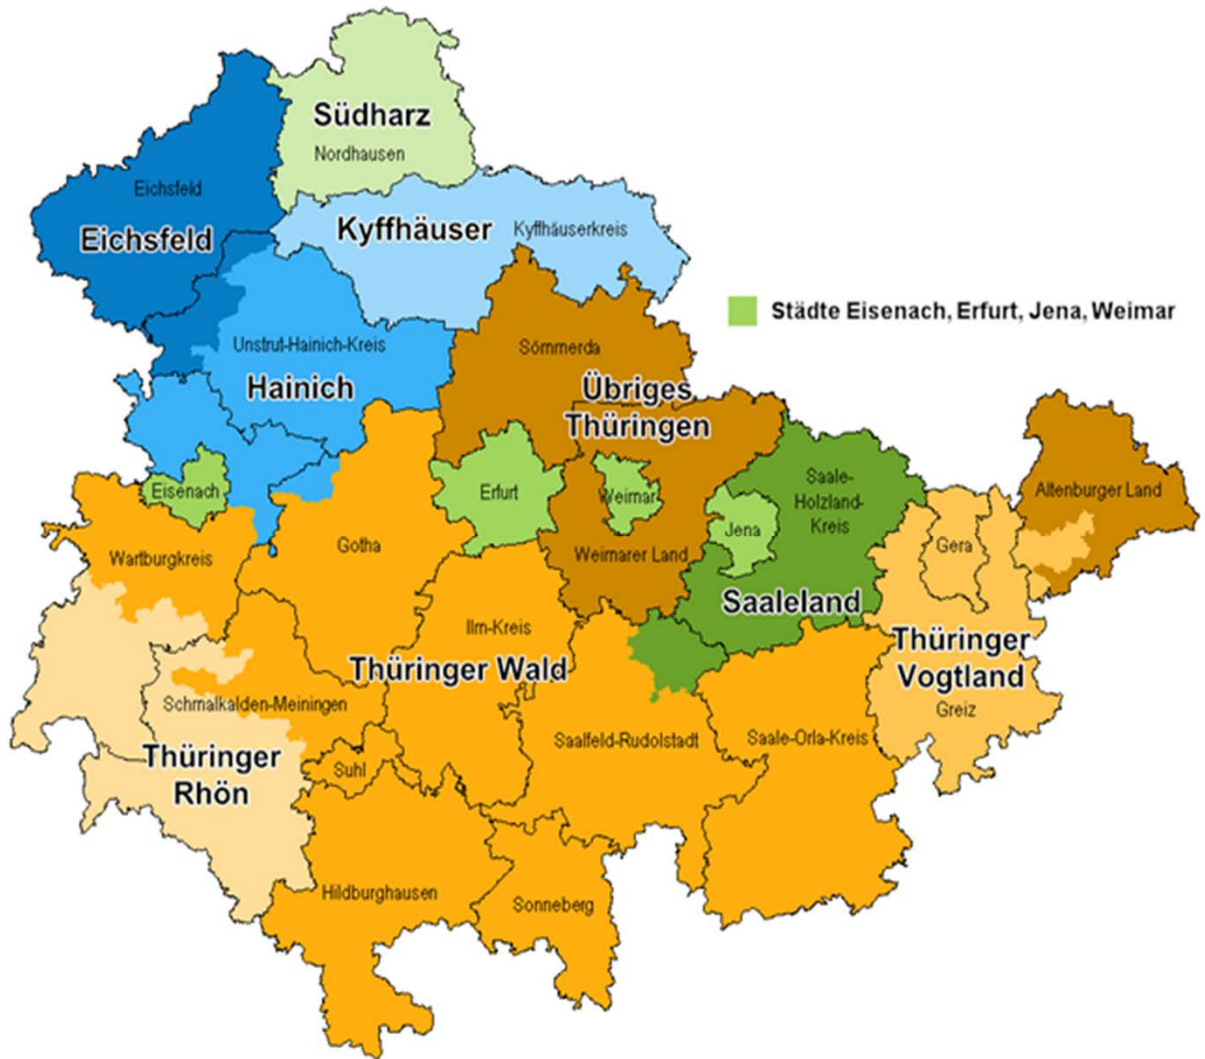 Südharz
Nordhausen
Eichsfeld
Eichsfeld
Kyffhäuser
Kyffhäuserkreis
Städte Eisenach, Erfurt, Jena, Weimar
Unstrut-Hainich-Kreis
Hainich
Sömmerda
Übriges
Thüringen
Eisenach
Erfurt
Weimar
Jena
Saale-
Holzland-
Kreis
Altenburger Land
Wartburgkreis
Gotha
Weimarer Land
Gera
Saaleland
Ilm-Kreis
Thüringer Wald
Thüringer
Vogtland
Greiz
Schmalkalden-Meiningen
Saalfeld-Rudolstadt
Saale-Orla-Kreis
Thüringer
Rhön
Suhl
Hildburghausen
Sonneberg